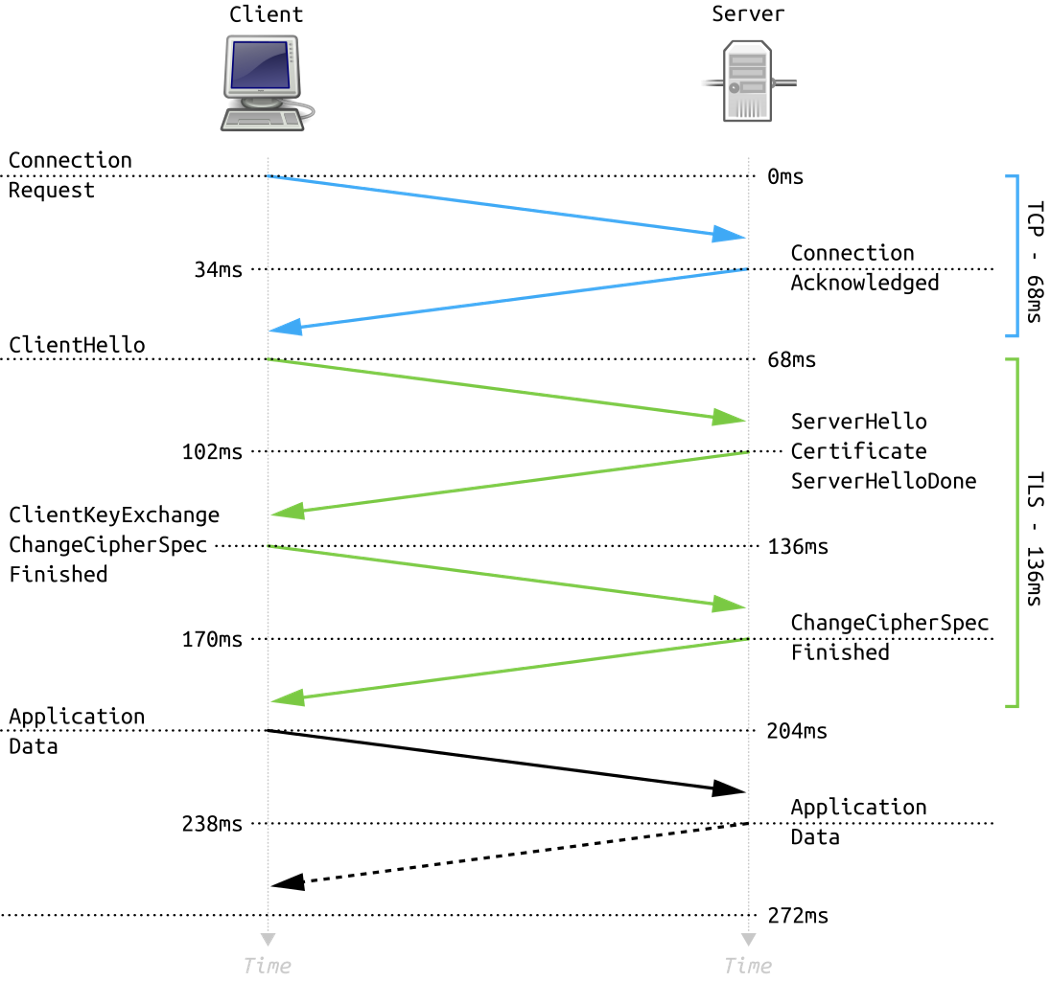 Client
Server
Connection
Request
0ms
34ms
Connection
Acknowledged
TCP - 68ms
ClientHello
68ms
102ms
ServerHello
Certificate
ServerHelloDone
ClientKeyExchange
ChangeCipherSpec
Finished
136ms
TLS - 136ms
170ms
ChangeCipherSpec
Finished
Application
Data
204ms
238ms
Application
Data
272ms
Time
Time